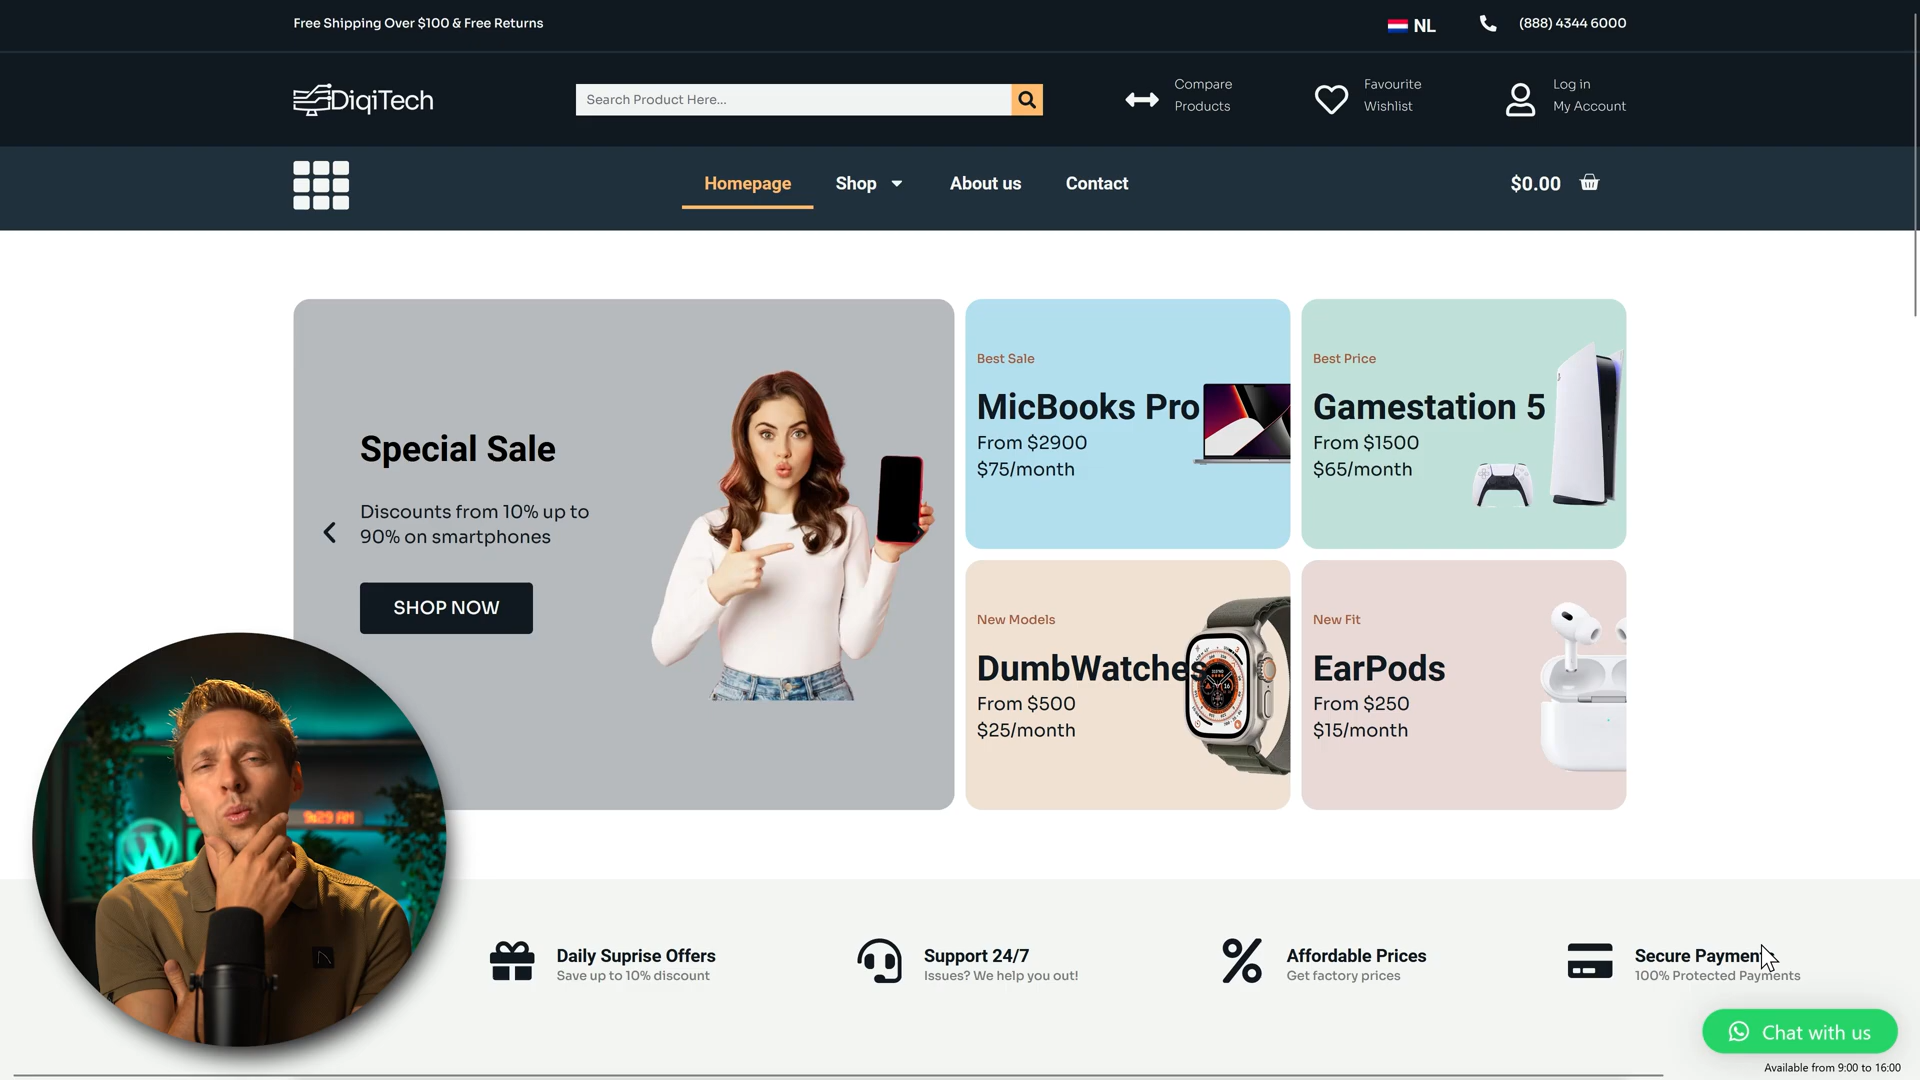 Free Shipping Over $100 & Free Returns
NL
(888) 4344 6000
DiqiTech
Search Product Here...
Compare
Products
Favourite
Wishlist
Log in
My Account
Homepage
Shop
About us
Contact
$0.00
Special Sale
Discounts from 10% up to
90% on smartphones
SHOP NOW
Best Sale
MicBooks Pro
From $2900
$75/month
Best Price
Gamestation 5
From $1500
$65/month
New Models
DumbWatches
From $500
$25/month
New Fit
EarPods
From $250
$15/month
9:29 AM
Daily Suprise Offers
Save up to 10% discount
Support 24/7
Issues? We help you out!
Affordable Prices
Get factory prices
Secure Payment
100% Protected Payments
Chat with us
Available from 9:00 to 16:00